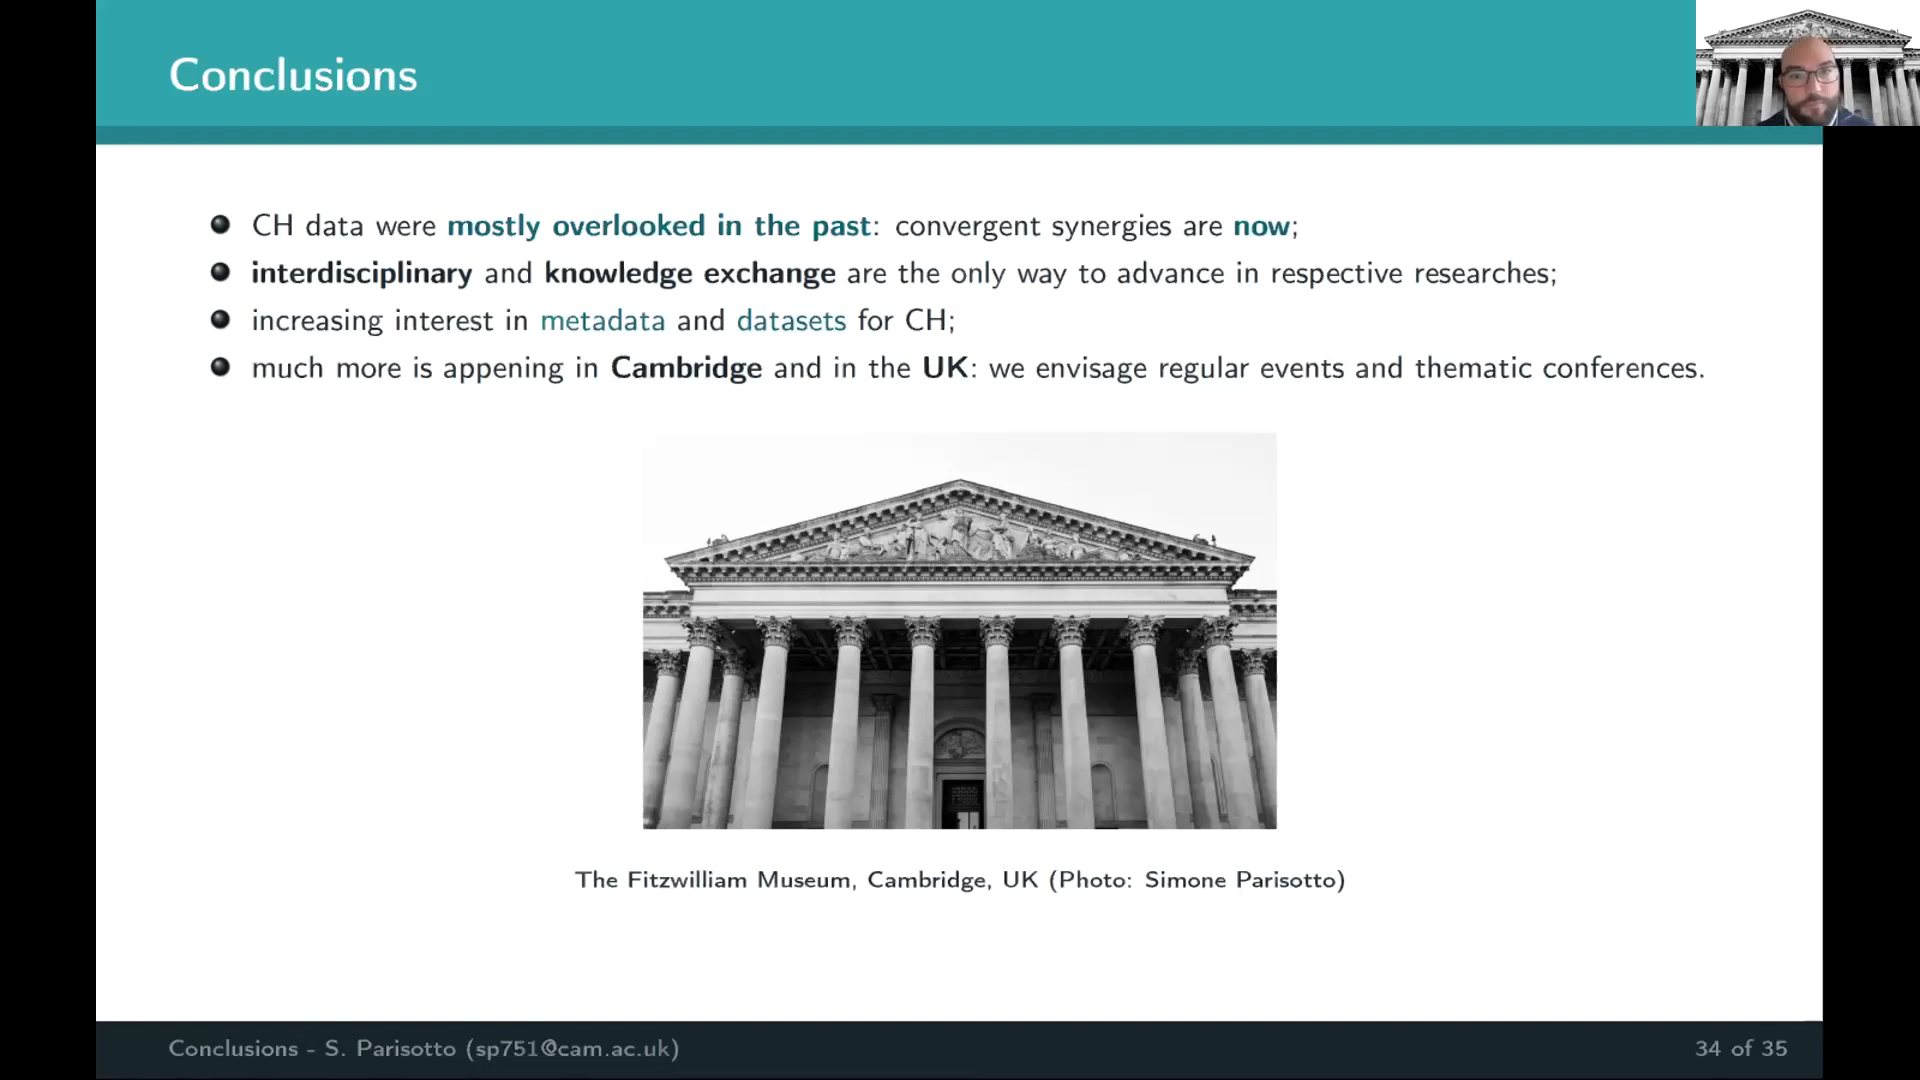 Conclusions
CH data were mostly overlooked in the past: convergent synergies are now;
interdisciplinary and knowledge exchange are the only way to advance in respective researches;
increasing interest in metadata and datasets for CH;
much more is appening in Cambridge and in the UK: we envisage regular events and thematic conferences.
The Fitzwilliam Museum, Cambridge, UK (Photo: Simone Parisotto)
Conclusions - S. Parisotto (sp751@cam.ac.uk)
34 of 35